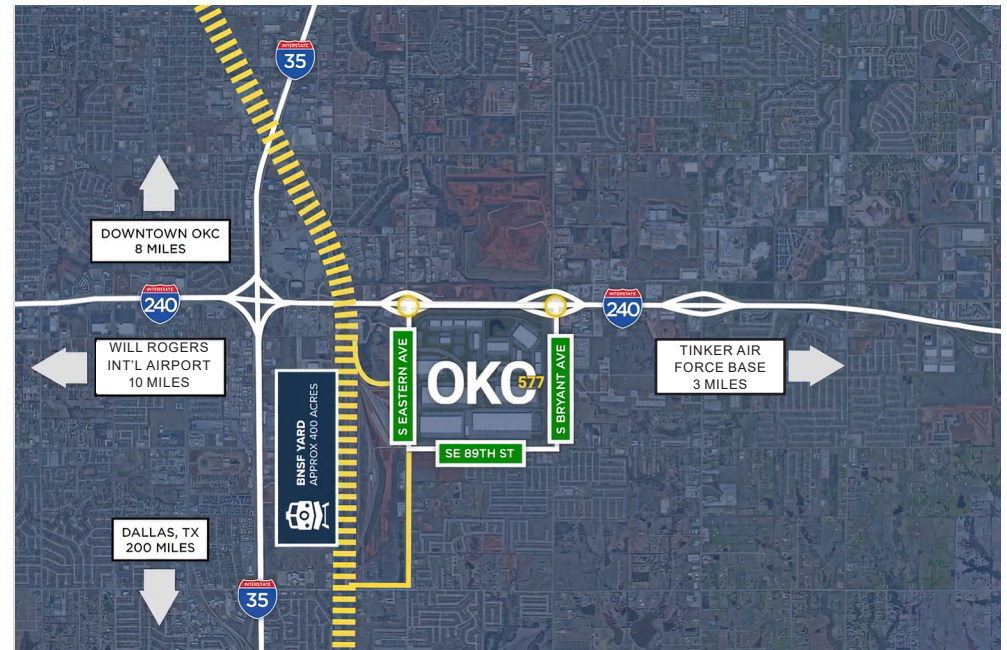 INTERSTATE
35
DOWNTOWN OKC
8 MILES
INTERSTATE
240
INTERSTATE
240
WILL ROGERS
INT'L AIRPORT
10 MILES
TINKER AIR
FORCE BASE
3 MILES
S EASTERN AVE
OKC577
S BRYANT AVE
BNSF YARD
APPROX 400 ACRES
SE 89TH ST
DALLAS, TX
200 MILES
INTERSTATE
35